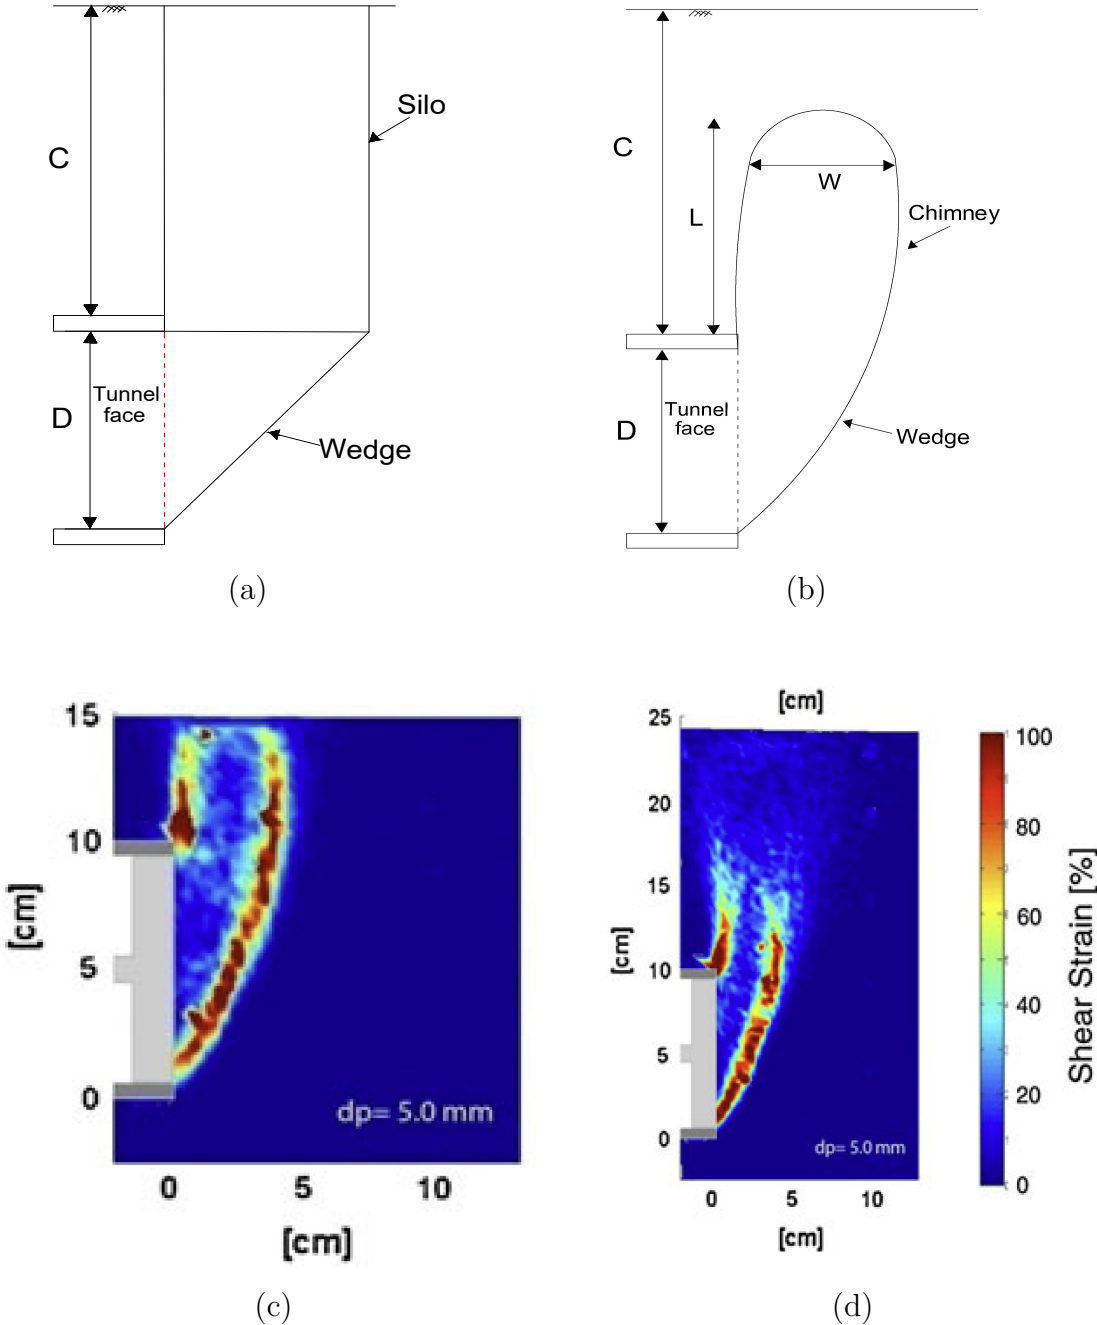 C
Silo
D
Tunnel
face
Wedge
(a)
C
L
W
Chimney
D
Tunnel
face
Wedge
(b)
15
10
5
0
[cm]
dp= 5.0 mm
0 5 10
[cm]
(c)
[cm]
25
20
15
10
5
0
[cm]
dp= 5.0 mm
0 5 10
[cm]
100
80
60
40
20
0
Shear Strain [%]
(d)